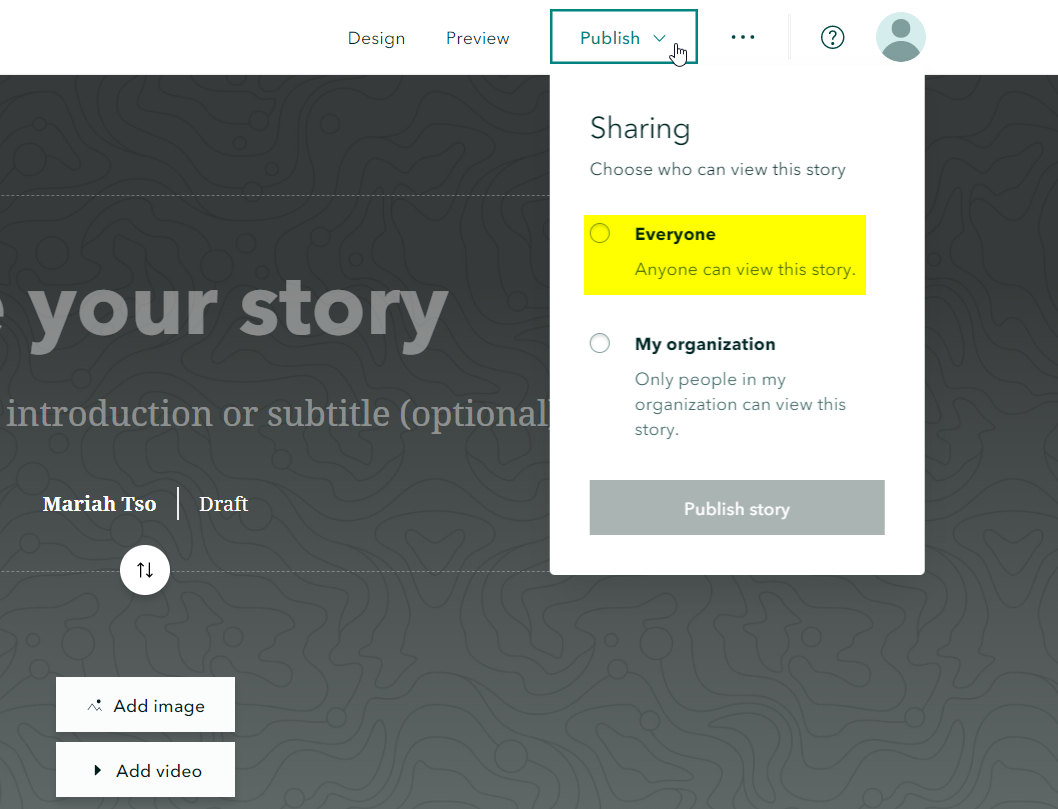 Design Preview Publish
Sharing
Choose who can view this story
Everyone
Anyone can view this story.
My organization
Only people in my
organization can view this
story.
Publish story
your story
introduction or subtitle (optional)
Mariah Tso Draft
Add image
Add video